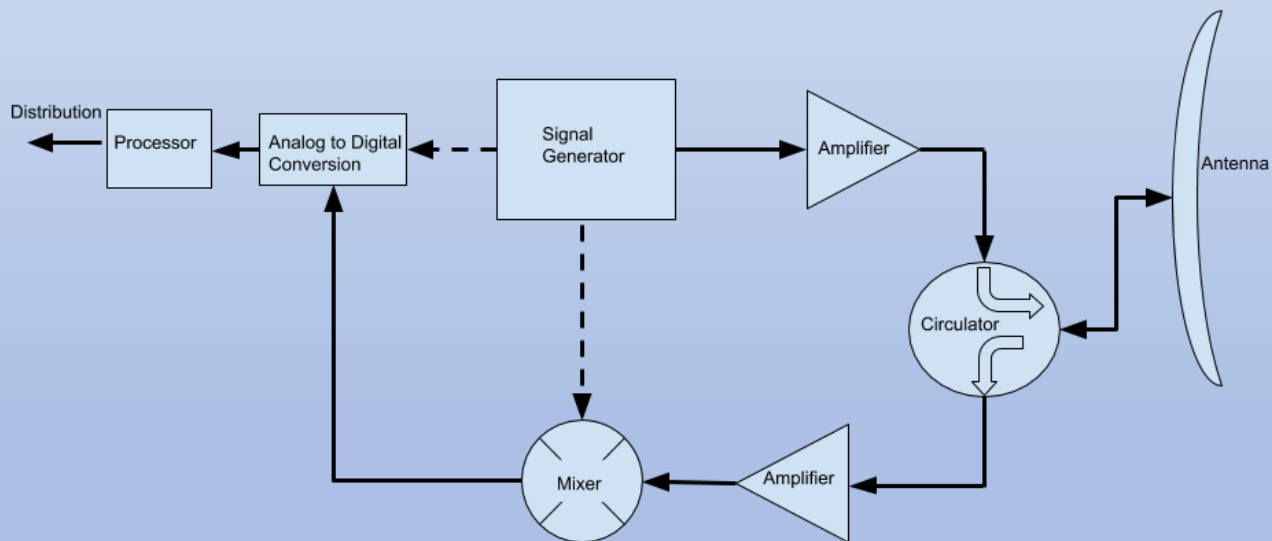 Distribution
Processor
Analog to Digital
Conversion
Signal
Generator
Amplifier
Antenna
Circulator
Mixer
Amplifier